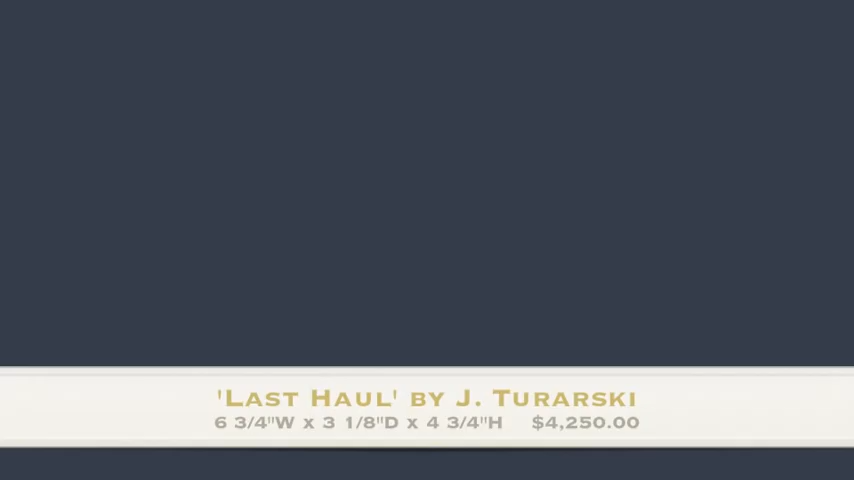 'Last Haul' by J. Turarski
6 3/4"W x 3 1/8"D x 4 3/4"H $4,250.00